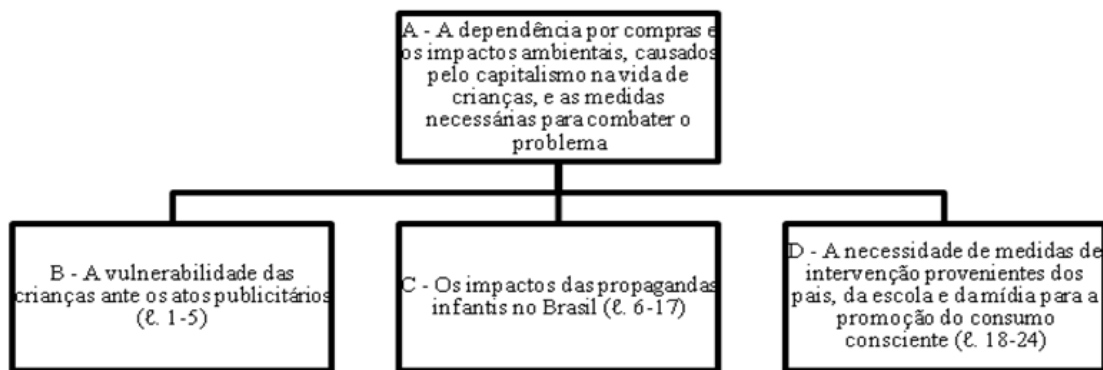 A - A dependência por compras e
os impactos ambientais, causados
pelo capitalismo na vida de
crianças, e as medidas
necessárias para combater o
problema
B - A vulnerabilidade das
crianças ante os atos publicitários
(ℓ. 1-5)
C - Os impactos das propagandas
infantis no Brasil (ℓ. 6-17)
D - A necessidade de medidas de
intervenção provenientes dos
pais, da escola e da mídia para a
promoção do consumo
consciente (ℓ. 18-24)